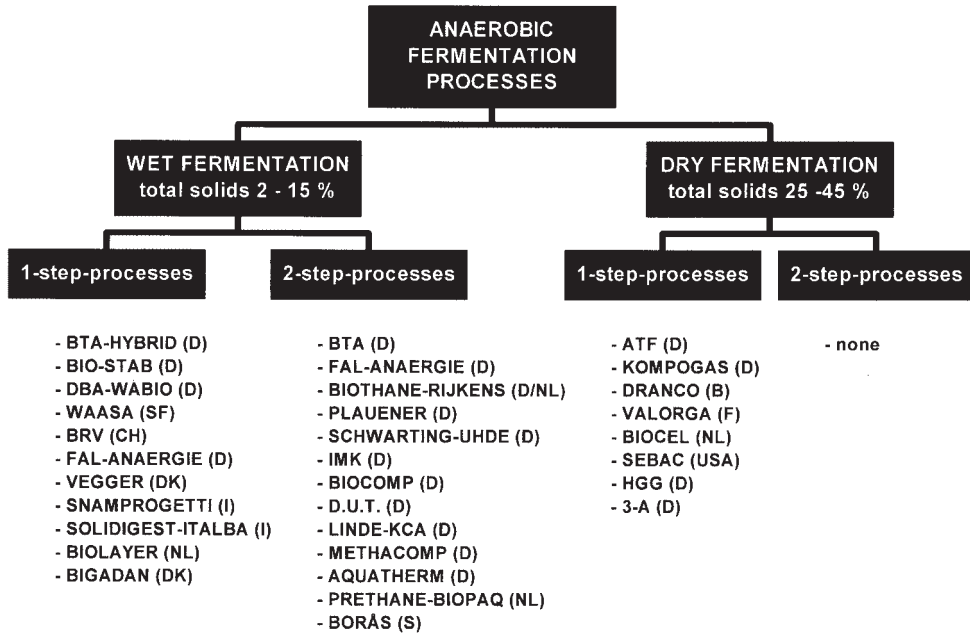 ANAEROBIC
FERMENTATION
PROCESSES
WET FERMENTATION
total solids 2 - 15 %
DRY FERMENTATION
total solids 25 -45 %
1-step-processes
2-step-processes
1-step-processes
2-step-processes
- BTA-HYBRID (D)
- BIO-STAB (D)
- DBA-WABIO (D)
- WAASA (SF)
- BRV (CH)
- FAL-ANAERGIE (D)
- VEGGER (DK)
- SNAMPROGETTI (I)
- SOLIDIGEST-ITALBA (I)
- BIOLAYER (NL)
- BIGADAN (DK)
- BTA (D)
- FAL-ANAERGIE (D)
- BIOTHANE-RIJKENS (D/NL)
- PLAUENER (D)
- SCHWARTING-UHDE (D)
- IMK (D)
- BIOCOMP (D)
- D.U.T. (D)
- LINDE-KCA (D)
- METHACOMP (D)
- AQUATHERM (D)
- PRETHANE-BIOPAQ (NL)
- BORÅS (S)
- ATF (D)
- KOMPOGAS (D)
- DRANCO (B)
- VALORGA (F)
- BIOCEL (NL)
- SEBAC (USA)
- HGG (D)
- 3-A (D)
- none